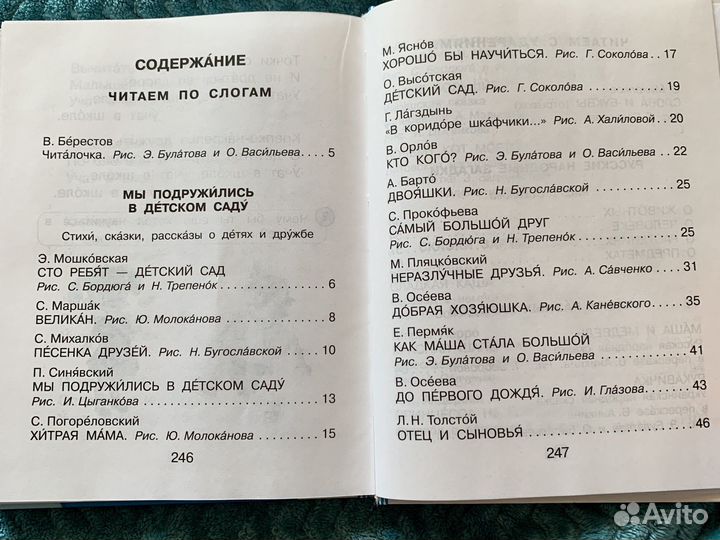 СОДЕРЖА́НИЕ
ЧИТАЕМ ПО СЛОГАМ
В. Бе́рестов
Чита́лочка. Рис. Э. Була́това и О. Васи́льева . . . . 5
МЫ ПОДРУЖИ́ЛИСЬ
В ДЕ́ТСКОМ САДУ́
Стихи́, ска́зки, расска́зы о де́тях и дру́жбе
Э. Мошко́вская
СТО РЕБЯ́Т — ДЕ́ТСКИЙ САД
Рис. С. Бордюга́ и Н. Трепено́к . . . . . . . . . . . . 6
С. Марша́к
ВЕЛИКА́Н. Рис. Ю. Молока́нова . . . . . . . . . . . . 8
С. Михалко́в
ПЕ́СЕНКА ДРУЗЕ́Й. Рис. Н. Бугосла́вской . . . . . 10
П. Синя́вский
МЫ ПОДРУЖИ́ЛИСЬ В ДЕ́ТСКОМ САДУ́
Рис. И. Цыганко́ва . . . . . . . . . . . . . . . . . . . . 13
С. Погоре́ловский
ХИ́ТРАЯ МА́МА. Рис. Ю. Молока́нова . . . . . . . . 15
246
М. Ясно́в
ХОРОШО́ БЫ НАУЧИ́ТЬСЯ. Рис. Г. Соколо́ва . . 17
О. Высо́тская
ДЕ́ТСКИЙ САД. Рис. Г. Соколо́ва . . . . . . . . . . 19
Г. Ла́гздынь
«В коридо́ре шка́фчики...» Рис. А. Хали́ловой . . 20
В. Орло́в
КТО КОГО́? Рис. Э. Була́това и О. Васи́льева . . . 22
А. Барто́
ДВОЯ́ШКИ. Рис. Н. Бугосла́вской . . . . . . . . . . . 25
С. Проко́фьева
СА́МЫЙ БОЛЬШО́Й ДРУГ
Рис. С. Бордюга́ и Н. Трепено́к . . . . . . . . . . . 25
М. Пляцко́вский
НЕРАЗЛУ́ЧНЫЕ ДРУЗЬЯ́. Рис. А. Са́вченко . . . . 31
В. Осе́ева
ДО́БРАЯ ХОЗЯ́ЮШКА. Рис. А. Кане́вского . . . . . 35
Е. Пермя́к
КАК МА́ША СТА́ЛА БОЛЬШО́Й
Рис. Э. Була́това и О. Васи́льева . . . . . . . . . . 41
В. Осе́ева
ДО ПЕ́РВОГО ДОЖДЯ́. Рис. И. Гла́зова . . . . . . . 43
Л. Н. Толсто́й
ОТЕ́Ц И СЫНОВЬЯ́ . . . . . . . . . . . . . . . . . . . . 46
247
Avito